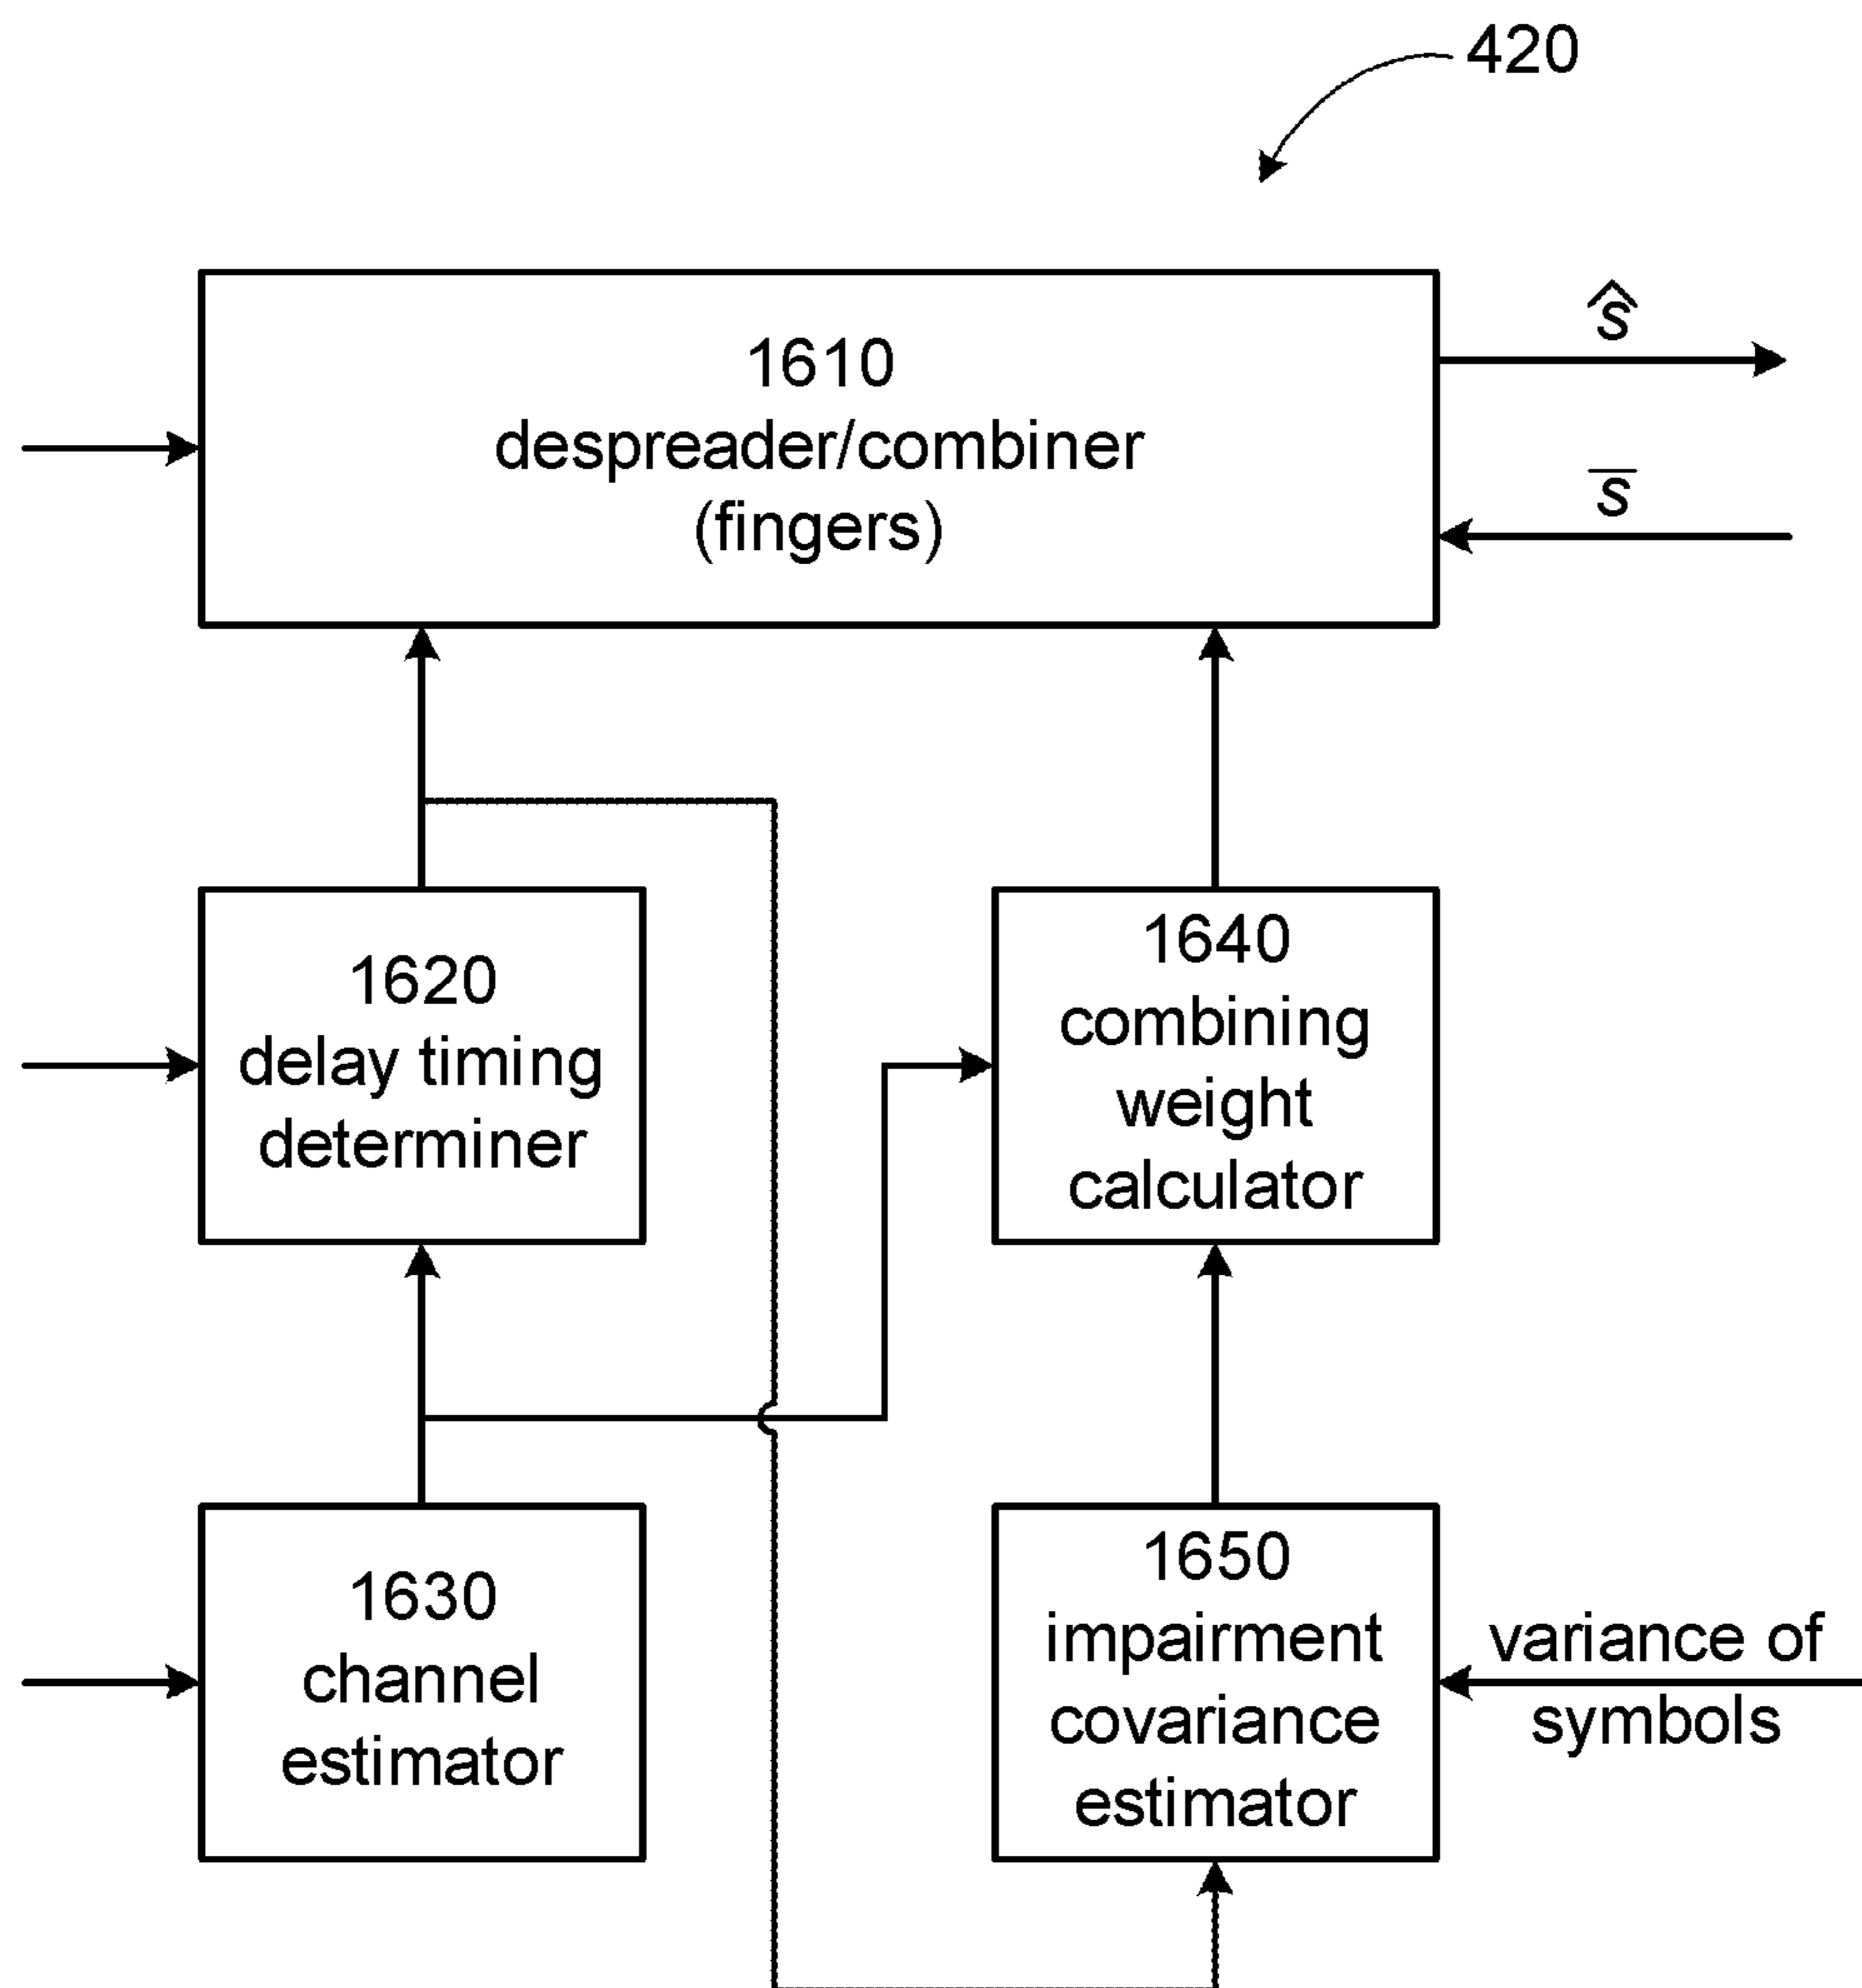 420
1610
despreader/combiner
(fingers)
ŝ
s̅
1620
delay timing
determiner
1640
combining
weight
calculator
1630
channel
estimator
1650
impairment
covariance
estimator
variance of
symbols